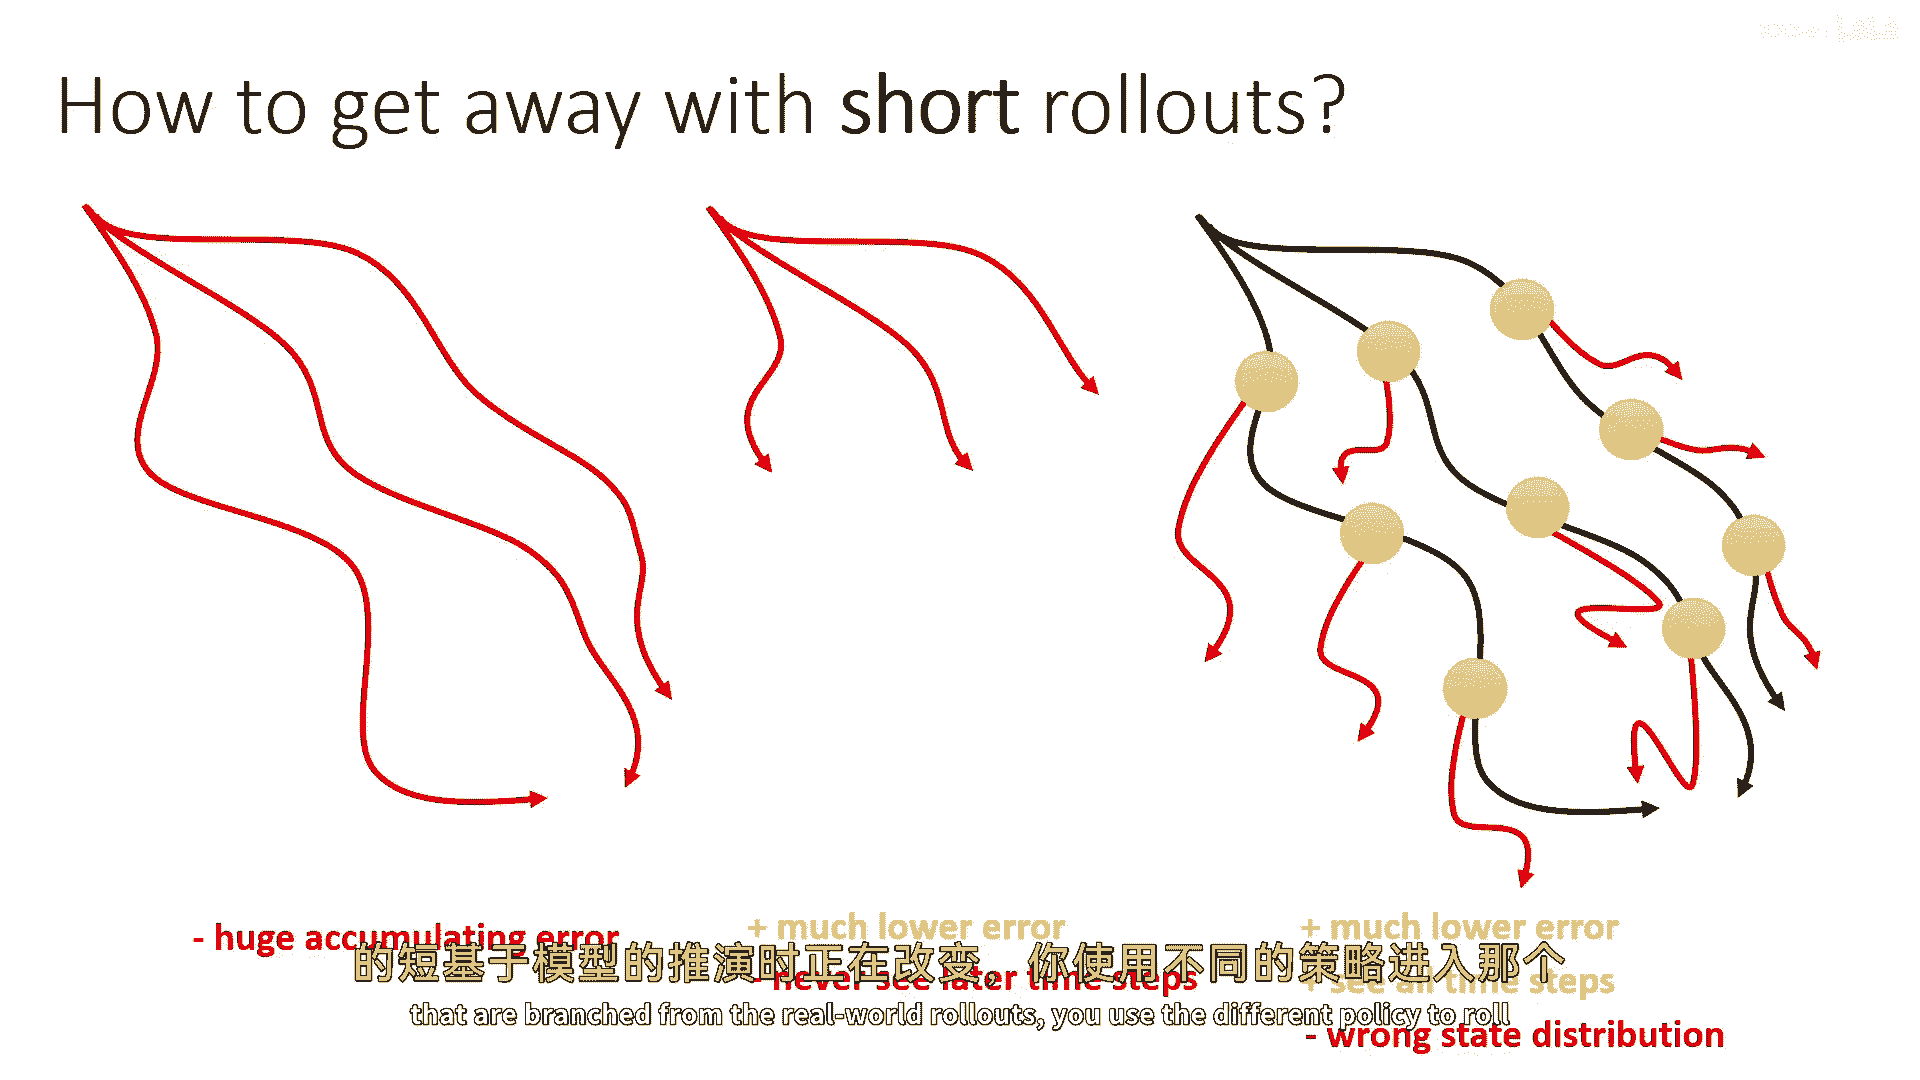 How to get away with short rollouts?
- huge accumulating error
+ much lower error
- never see later time steps
+ much lower error
+ see all time steps
- wrong state distribution
的短基于模型的推演时正在改变，你使用不同的策略进入那个
that are branched from the real-world rollouts, you use the different policy to roll